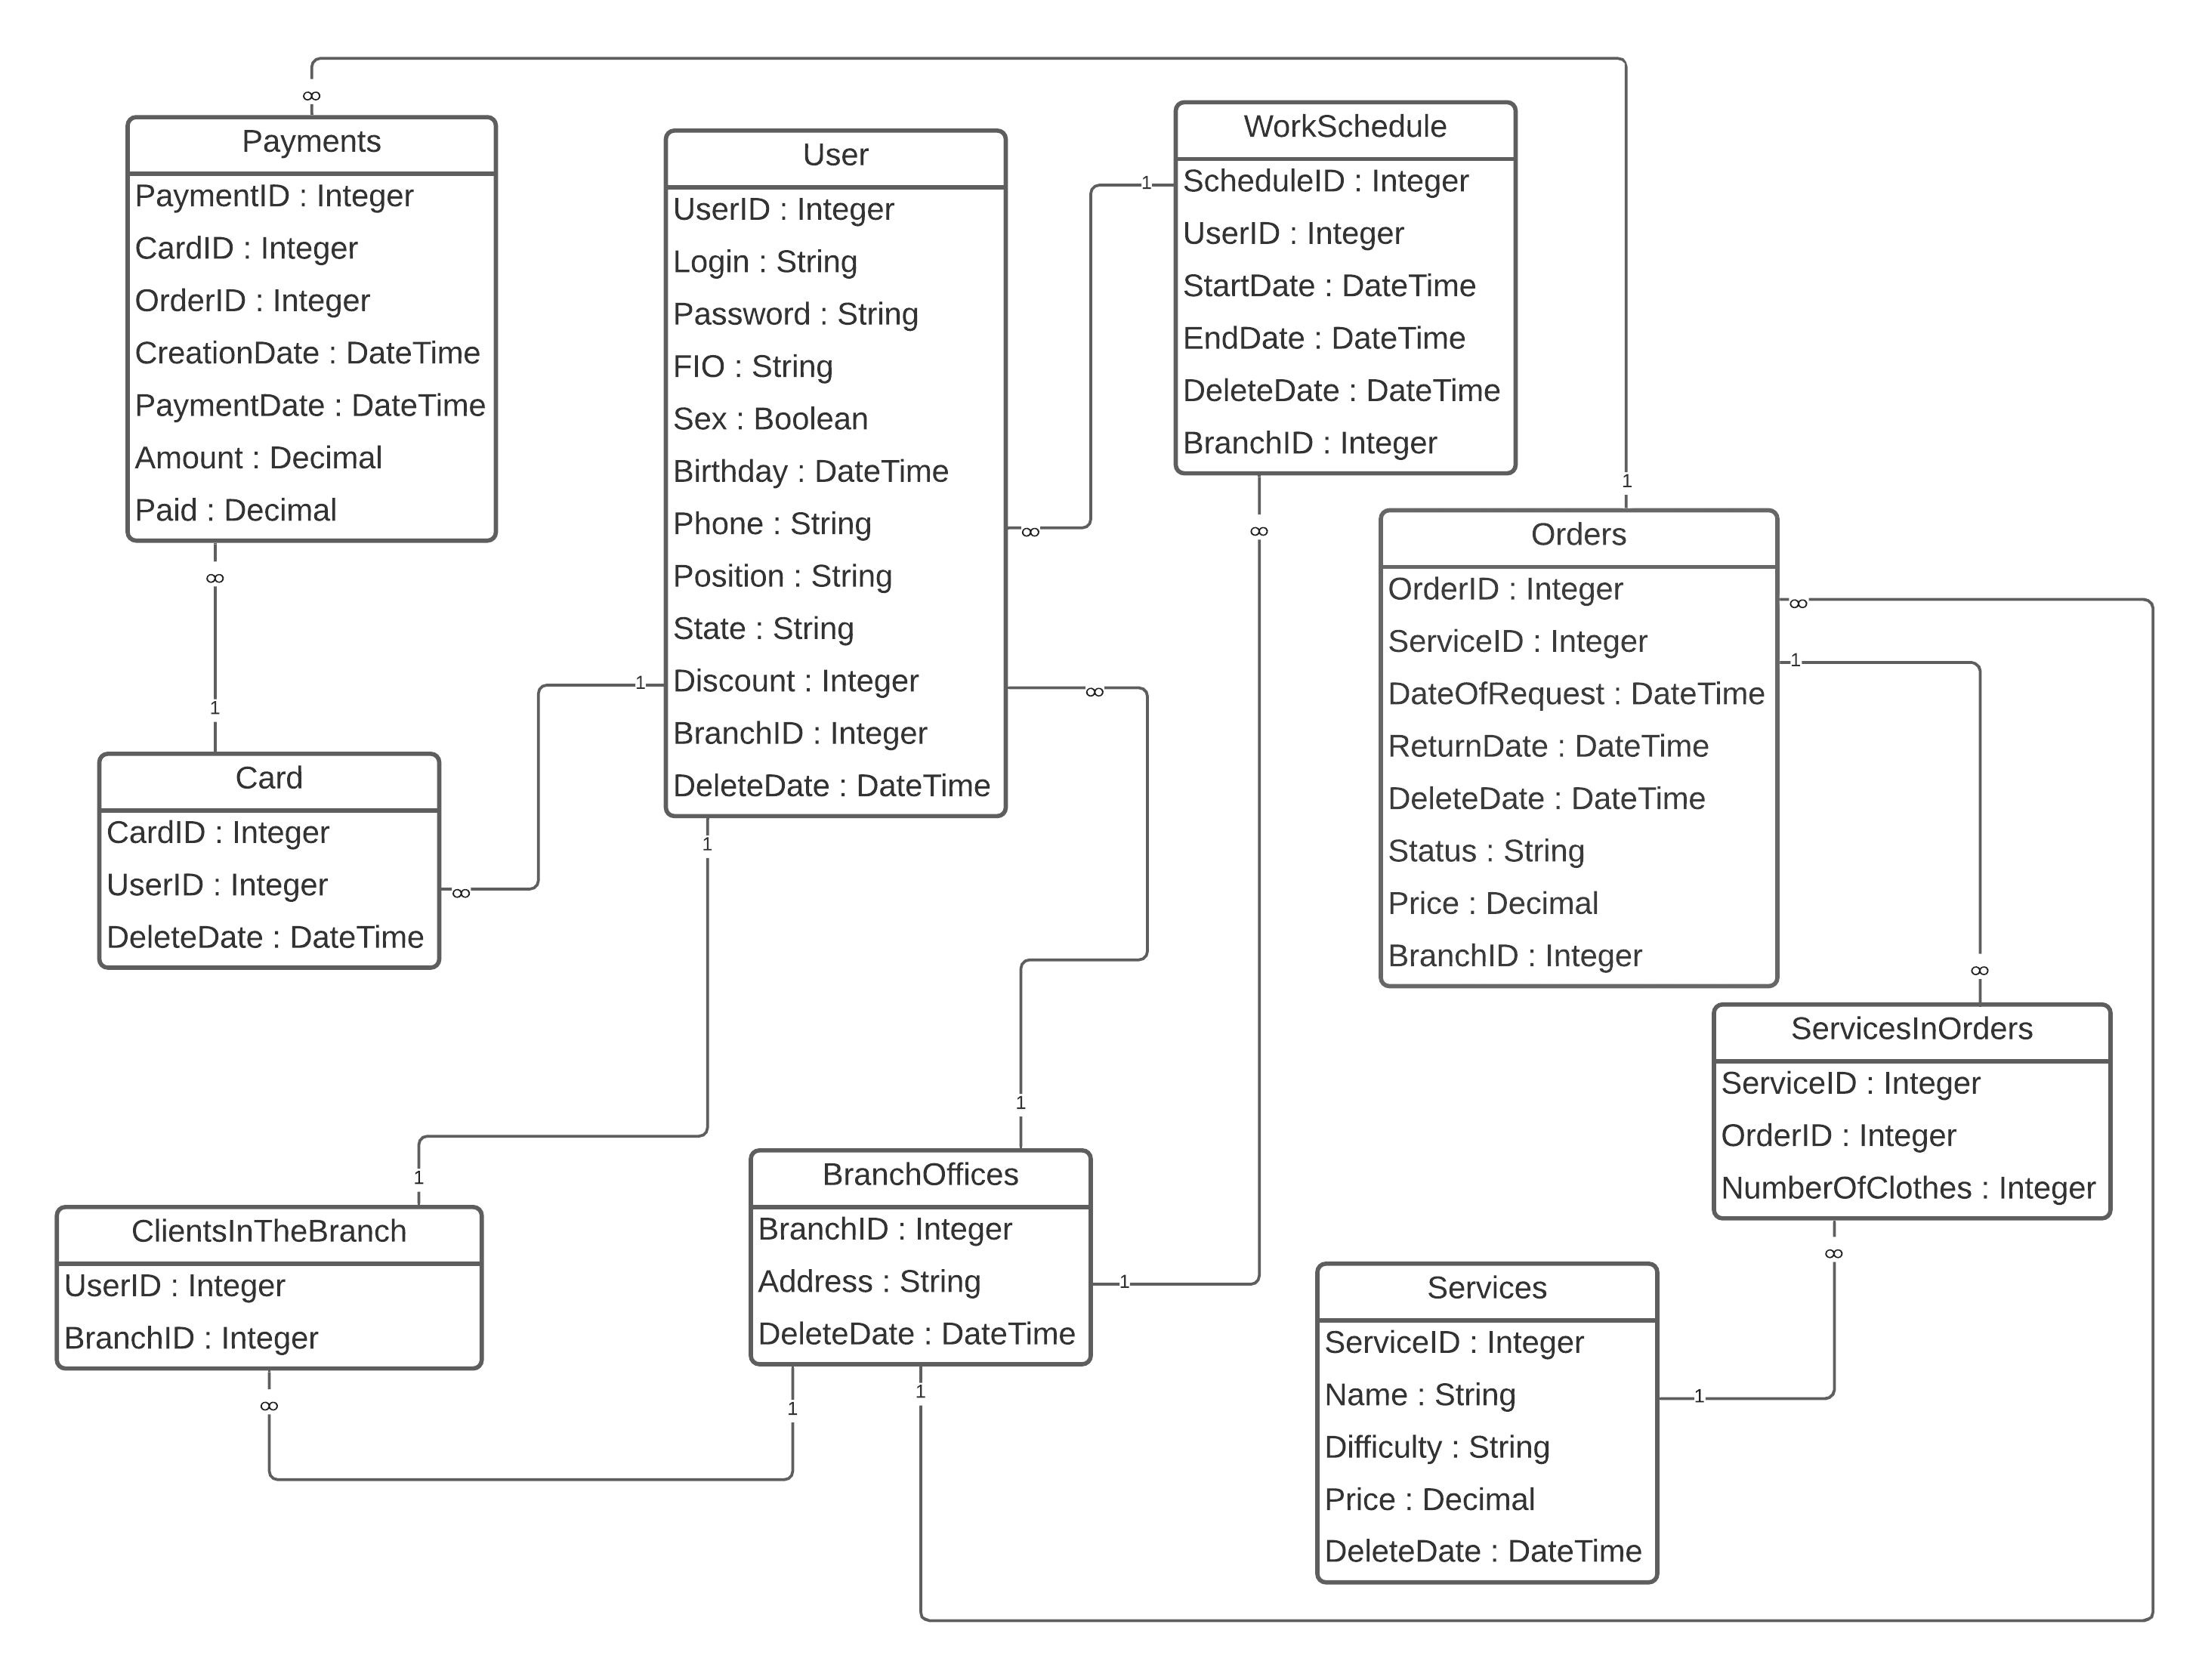 ∞
Payments
PaymentID : Integer
CardID : Integer
OrderID : Integer
CreationDate : DateTime
PaymentDate : DateTime
Amount : Decimal
Paid : Decimal
∞
1
Card
CardID : Integer
UserID : Integer
DeleteDate : DateTime
∞
1
User
UserID : Integer
Login : String
Password : String
FIO : String
Sex : Boolean
Birthday : DateTime
Phone : String
Position : String
State : String
Discount : Integer
BranchID : Integer
DeleteDate : DateTime
∞
∞
1
1
WorkSchedule
ScheduleID : Integer
UserID : Integer
StartDate : DateTime
EndDate : DateTime
DeleteDate : DateTime
BranchID : Integer
∞
1
Orders
OrderID : Integer
ServiceID : Integer
DateOfRequest : DateTime
ReturnDate : DateTime
DeleteDate : DateTime
Status : String
Price : Decimal
BranchID : Integer
∞
1
∞
ServicesInOrders
ServiceID : Integer
OrderID : Integer
NumberOfClothes : Integer
∞
1
ClientsInTheBranch
UserID : Integer
BranchID : Integer
∞
1
BranchOffices
BranchID : Integer
Address : String
DeleteDate : DateTime
1
1
1
Services
ServiceID : Integer
Name : String
Difficulty : String
Price : Decimal
DeleteDate : DateTime
1